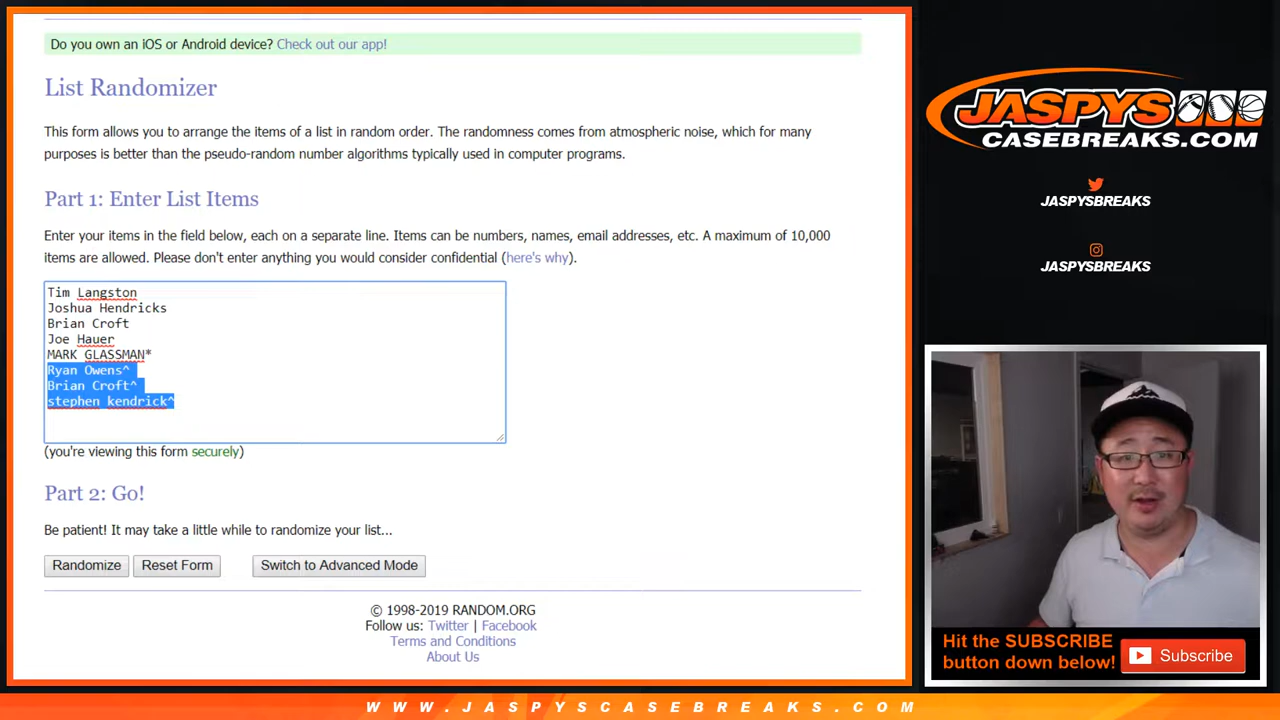 Do you own an iOS or Android device? Check out our app!
List Randomizer
This form allows you to arrange the items of a list in random order. The randomness comes from atmospheric noise, which for many
purposes is better than the pseudo-random number algorithms typically used in computer programs.
Part 1: Enter List Items
Enter your items in the field below, each on a separate line. Items can be numbers, names, email addresses, etc. A maximum of 10,000
items are allowed. Please don't enter anything you would consider confidential (here's why).
Tim Langston
Joshua Hendricks
Brian Croft
Joe Hauer
MARK GLASSMAN*
Ryan Owens^
Brian Croft^
stephen kendrick^
(you're viewing this form securely)
Part 2: Go!
Be patient! It may take a little while to randomize your list...
Randomize Reset Form Switch to Advanced Mode
© 1998-2019 RANDOM.ORG
Follow us: Twitter | Facebook
Terms and Conditions
About Us
JASPYS
CASEBREAKS.COM
JASPYSBREAKS
JASPYSBREAKS
Hit the SUBSCRIBE
button down below!
Subscribe
WWW.JASPYSCASEBREAKS.COM